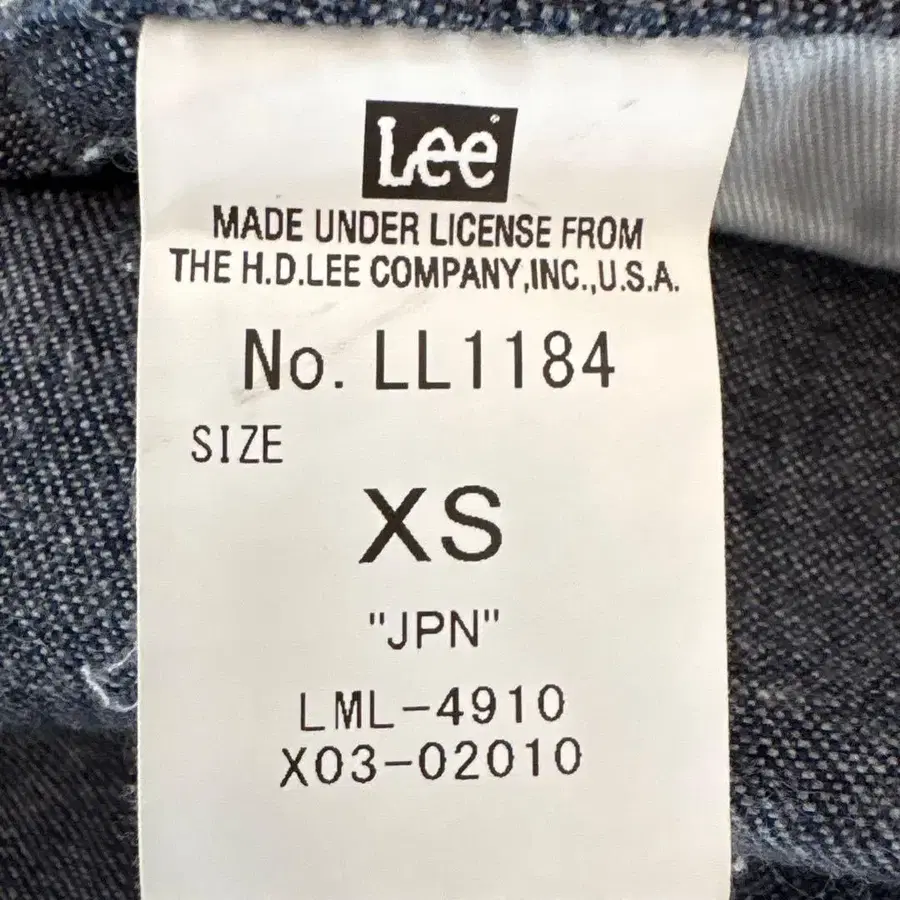 Lee®
MADE UNDER LICENSE FROM
THE H.D.LEE COMPANY,INC.,U.S.A.
No. LL1184
SIZE
XS
"JPN"
LML-4910
X03-02010